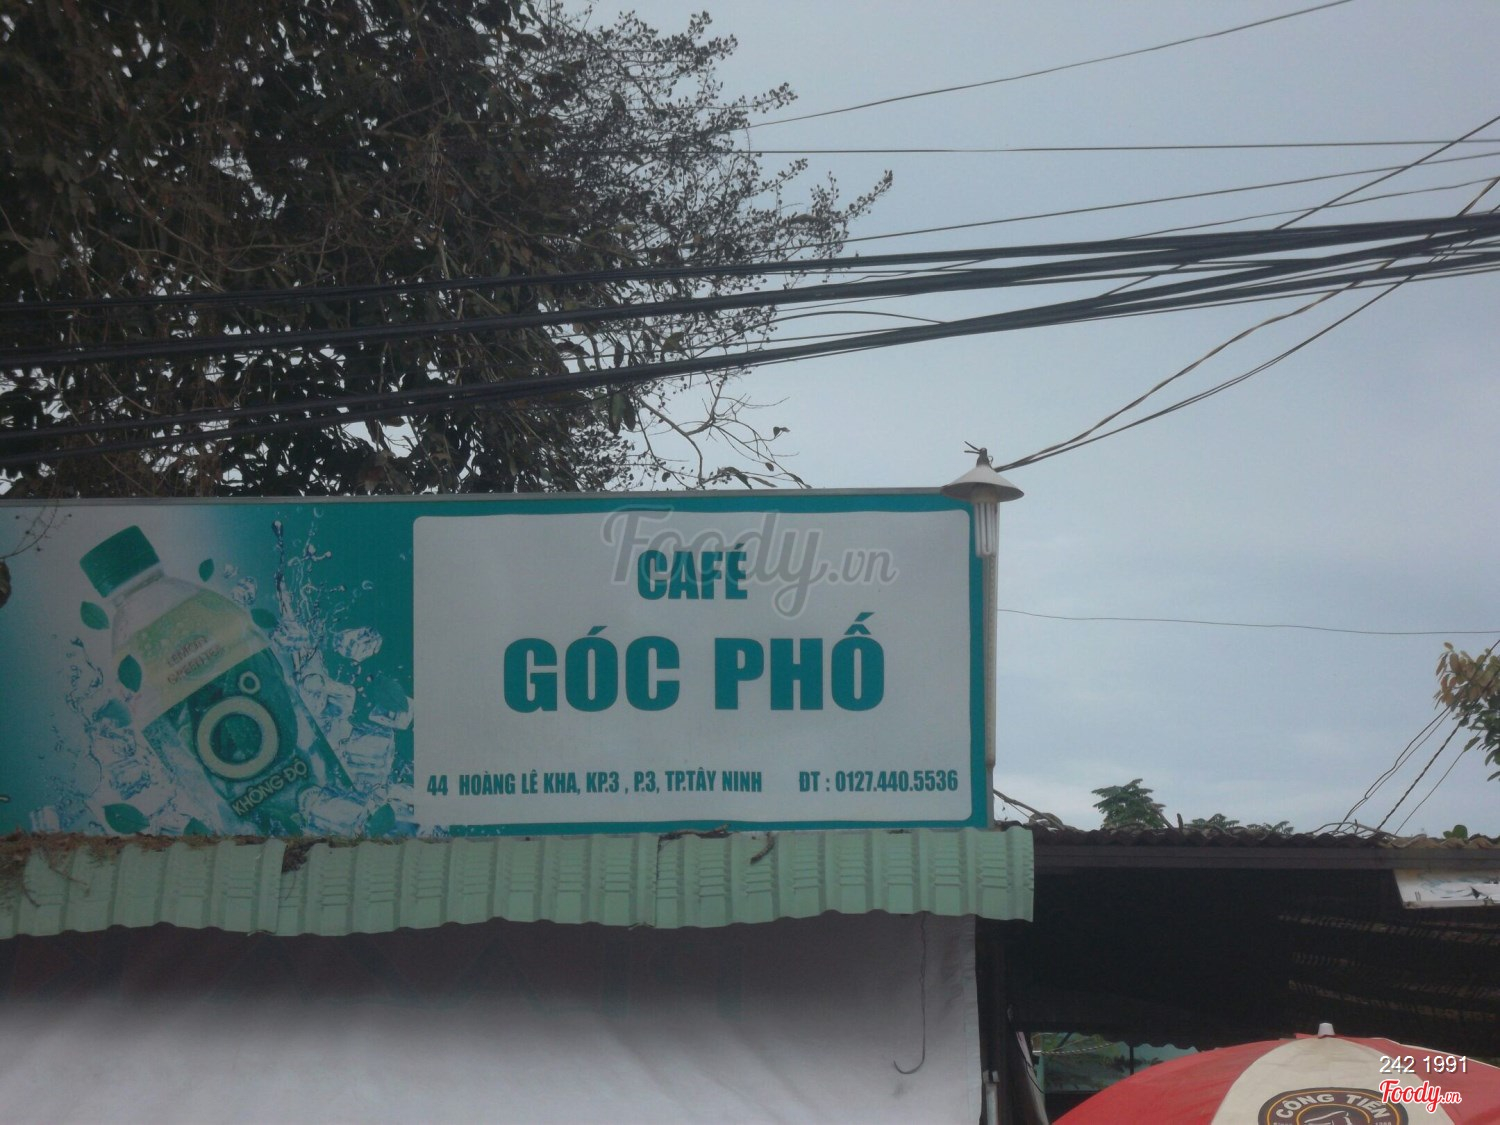 Foody.vn
CAFÉ
GÓC PHỐ
44 HOÀNG LÊ KHA, KP.3 , P.3, TP.TÂY NINH ĐT : 0127.440.5536
KHÔNG ĐỘ
242 1991
Foody.vn
CÔNG TIẾN